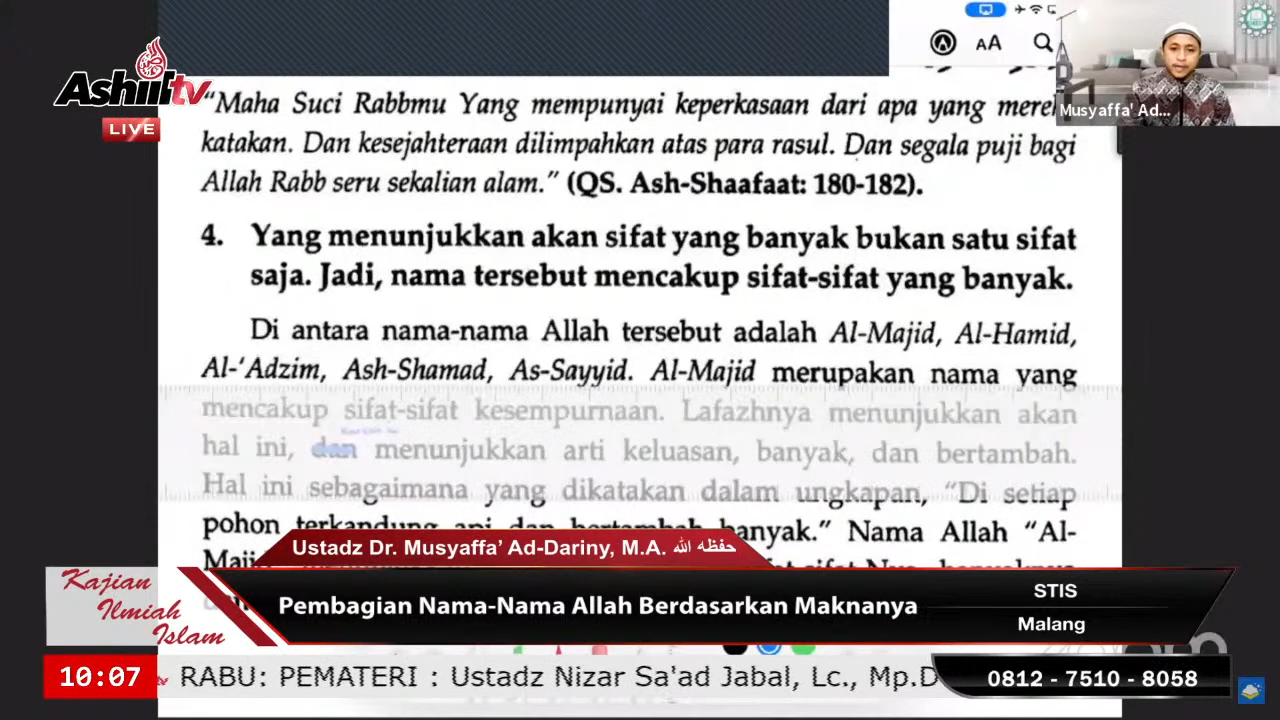 Ashiil tv
LIVE
AA
Musyaffa' Ad...
"Maha Suci Rabbmu Yang mempunyai keperkasaan dari apa yang
katakan. Dan kesejahteraan dilimpahkan atas para rasul. Dan segala puji bagi
Allah Rabb seru sekalian alam." (QS. Ash-Shaafaat: 180-182).
4. Yang menunjukkan akan sifat yang banyak bukan satu sifat
saja. Jadi, nama tersebut mencakup sifat-sifat yang banyak.
Di antara nama-nama Allah tersebut adalah Al-Majid, Al-Hamid,
Al-'Adzim, Ash-Shamad, As-Sayyid. Al-Majid merupakan nama yang
mencakup sifat-sifat kesempurnaan. Lafazhnya menunjukkan akan
hal ini, dan menunjukkan arti keluasan, banyak, dan bertambah.
Hal ini sebagaimana yang dikatakan dalam ungkapan, "Di setiap
pohon terkandung api dan bertambah banyak." Nama Allah "Al-
Ustadz Dr. Musyaffa' Ad-Dariny, M.A. حفظه الله
Kajian
Ilmiah
Islam
Pembagian Nama-Nama Allah Berdasarkan Maknanya
STIS
Malang
10:07
RABU: PEMATERI : Ustadz Nizar Sa'ad Jabal, Lc., Mp.D
0812 - 7510 - 8058